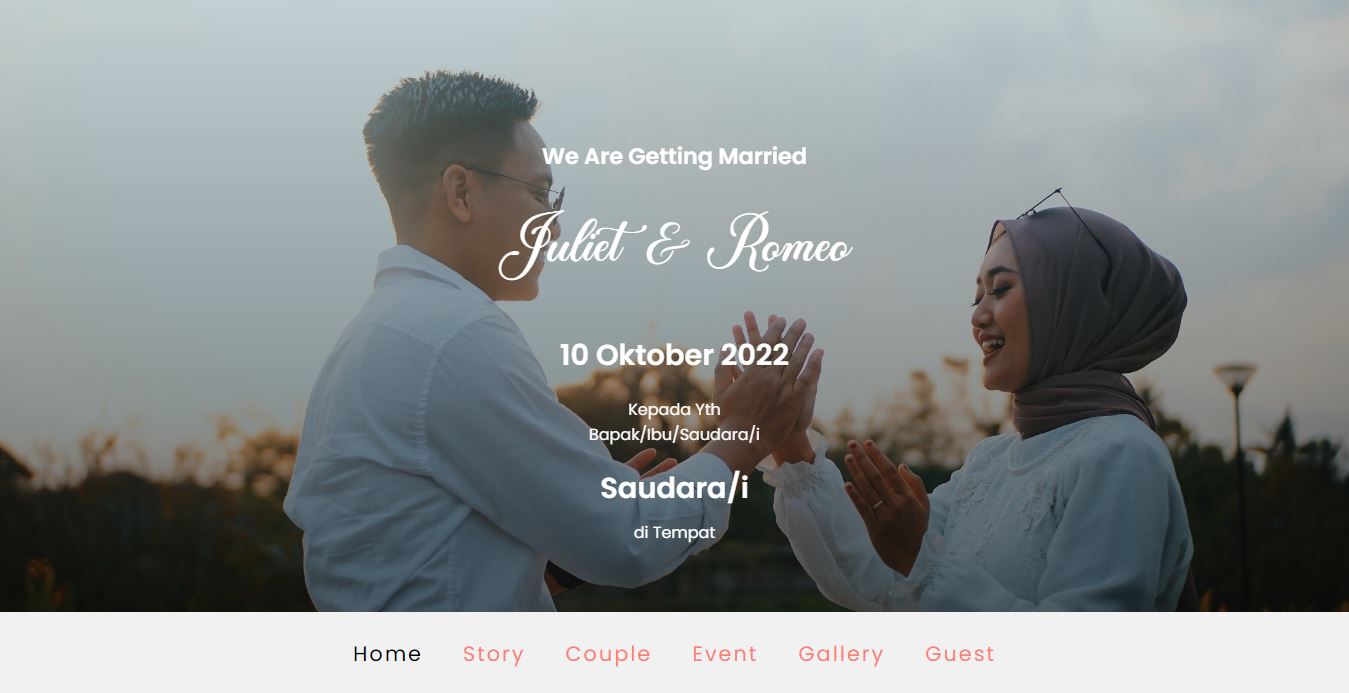 We Are Getting Married
Juliet & Romeo
10 Oktober 2022
Kepada Yth
Bapak/Ibu/Saudara/i
Saudara/i
di Tempat
Home Story Couple Event Gallery Guest